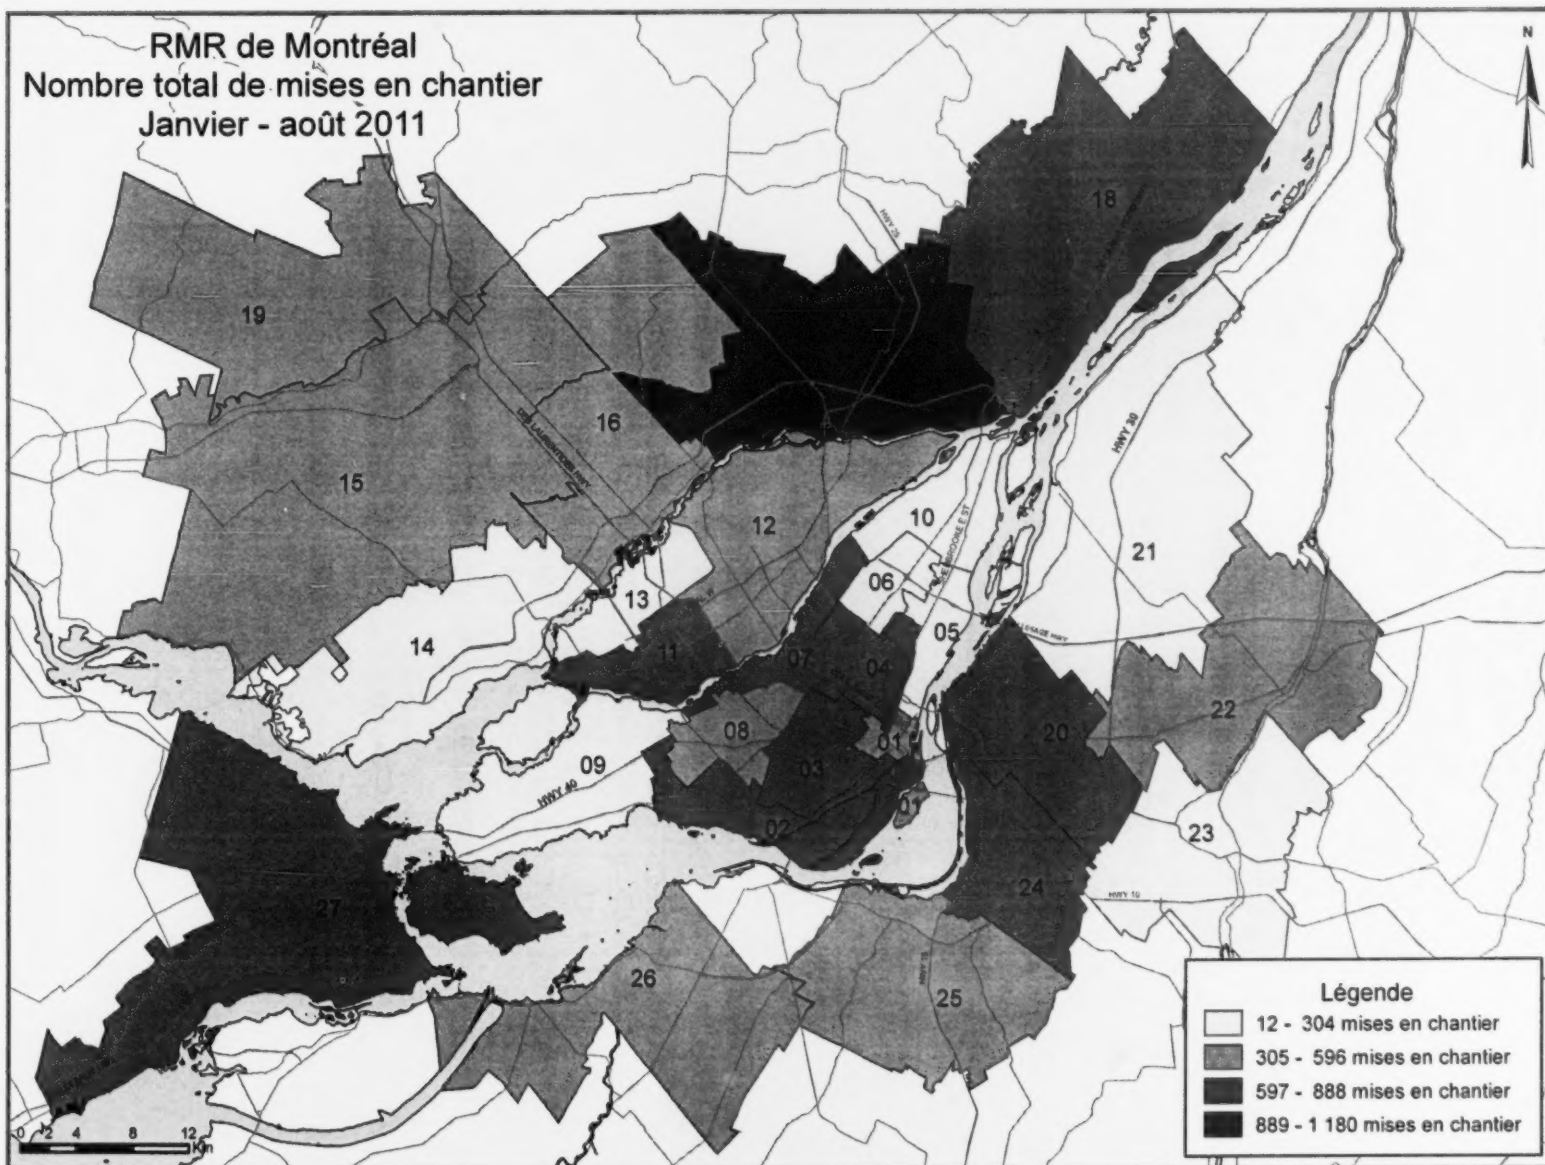 RMR de Montréal
Nombre total de mises en chantier
Janvier - août 2011
N
18
HWY 25
19
16
DES LAURENTIDES HWY
HWY 30
15
12
10
21
06
13
14
05
11
07
04
22
08
01
20
03
09
HWY 40
01
02
23
24
HWY 10
27
26
25
Légende
12 - 304 mises en chantier
305 - 596 mises en chantier
597 - 888 mises en chantier
889 - 1 180 mises en chantier
0 2 4 8 12
Km